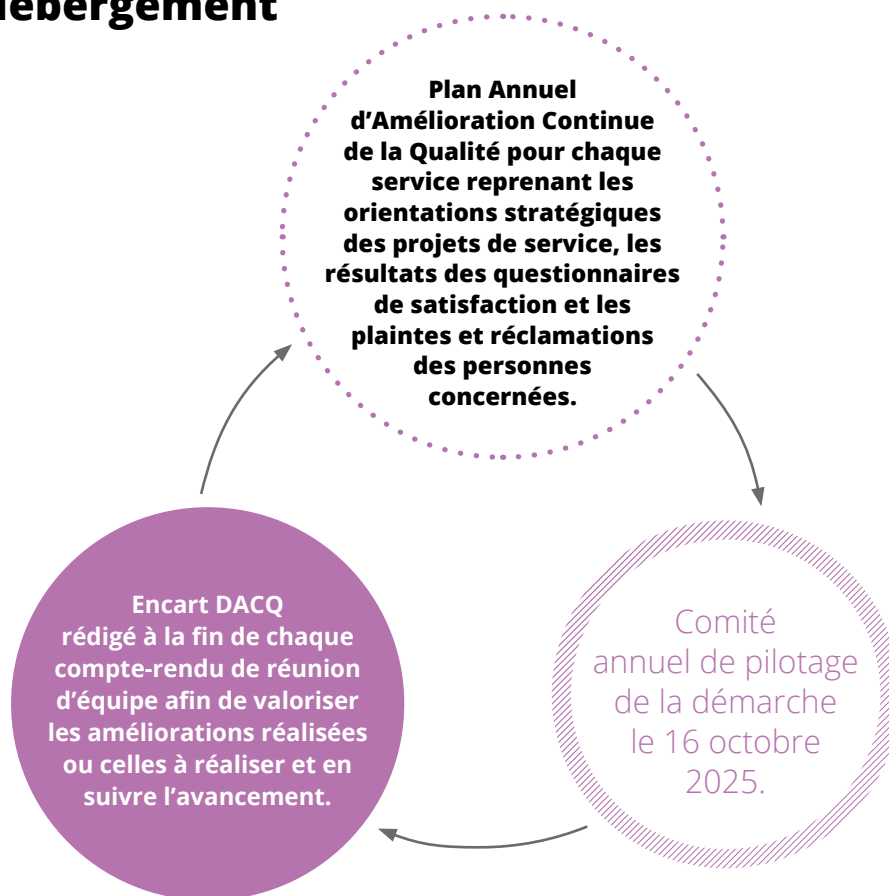 hébergement
Plan Annuel
d’Amélioration Continue
de la Qualité pour chaque
service reprenant les
orientations stratégiques
des projets de service, les
résultats des questionnaires
de satisfaction et les
plaintes et réclamations
des personnes
concernées.
Comité
annuel de pilotage
de la démarche
le 16 octobre
2025.
Encart DACQ
rédigé à la fin de chaque
compte-rendu de réunion
d’équipe afin de valoriser
les améliorations réalisées
ou celles à réaliser et en
suivre l’avancement.